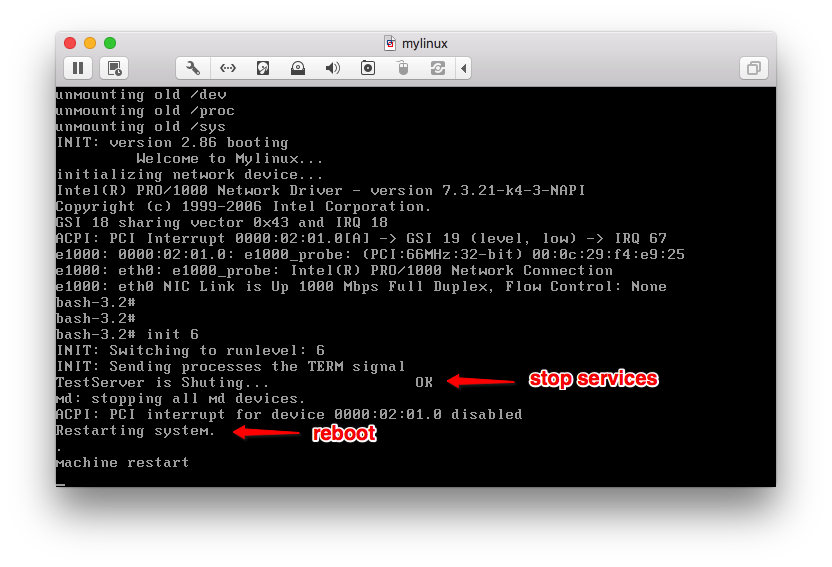 mylinux
unmounting old /dev
unmounting old /proc
unmounting old /sys
INIT: version 2.86 booting
Welcome to Mylinux...
initializing network device...
Intel(R) PRO/1000 Network Driver - version 7.3.21-k4-3-NAPI
Copyright (c) 1999-2006 Intel Corporation.
GSI 18 sharing vector 0x43 and IRQ 18
ACPI: PCI Interrupt 0000:02:01.0[A] -> GSI 19 (level, low) -> IRQ 67
e1000: 0000:02:01.0: e1000_probe: (PCI:66MHz:32-bit) 00:0c:29:f4:e9:25
e1000: eth0: e1000_probe: Intel(R) PRO/1000 Network Connection
e1000: eth0 NIC Link is Up 1000 Mbps Full Duplex, Flow Control: None
bash-3.2#
bash-3.2#
bash-3.2# init 6
INIT: Switching to runlevel: 6
INIT: Sending processes the TERM signal
TestServer is Shuting... OK stop services
md: stopping all md devices.
ACPI: PCI interrupt for device 0000:02:01.0 disabled
Restarting system. reboot
.
machine restart
_